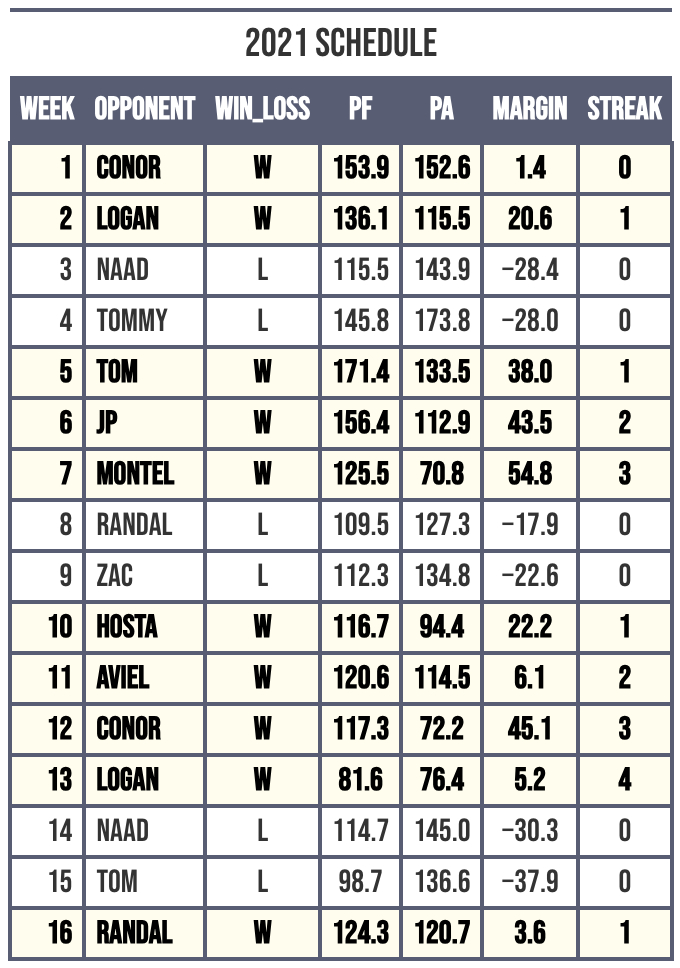 2021 SCHEDULE
WEEK OPPONENT WIN_LOSS PF PA MARGIN STREAK
1 CONOR W 153.9 152.6 1.4 0
2 LOGAN W 136.1 115.5 20.6 1
3 NAAD L 115.5 143.9 −28.4 0
4 TOMMY L 145.8 173.8 −28.0 0
5 TOM W 171.4 133.5 38.0 1
6 JP W 156.4 112.9 43.5 2
7 MONTEL W 125.5 70.8 54.8 3
8 RANDAL L 109.5 127.3 −17.9 0
9 ZAC L 112.3 134.8 −22.6 0
10 HOSTA W 116.7 94.4 22.2 1
11 AVIEL W 120.6 114.5 6.1 2
12 CONOR W 117.3 72.2 45.1 3
13 LOGAN W 81.6 76.4 5.2 4
14 NAAD L 114.7 145.0 −30.3 0
15 TOM L 98.7 136.6 −37.9 0
16 RANDAL W 124.3 120.7 3.6 1